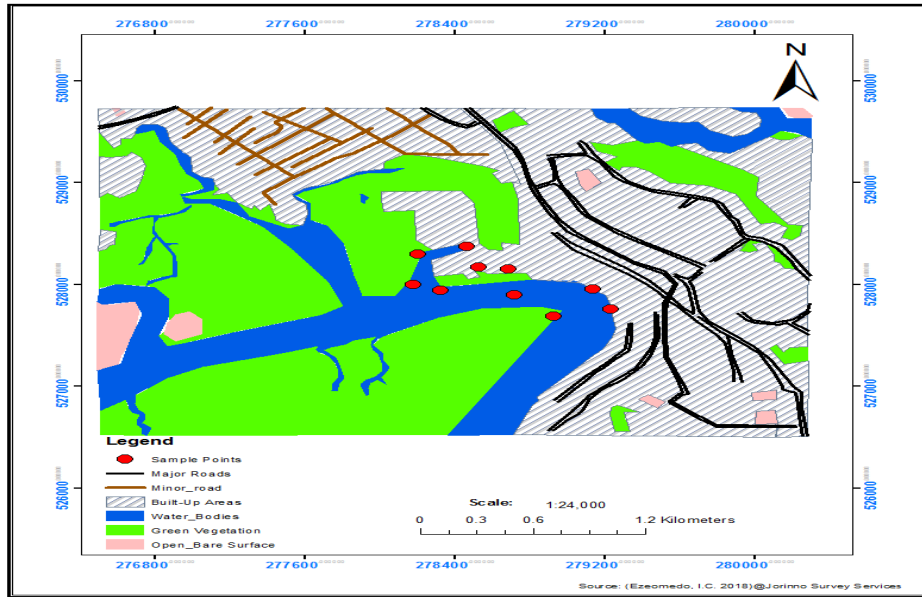 276800 277600 278400 279200 280000
N
530000 530000
529000 529000
528000 528000
527000 527000
526000 526000
Legend
Sample Points
Major Roads
Minor_road
Built-Up Areas
Water_Bodies
Green Vegetation
Open_Bare Surface
Scale: 1:24,000
0 0.3 0.6 1.2 Kilometers
276800 277600 278400 279200 280000
Source: (Ezeomedo, I.C. 2018)@Jorinno Survey Services